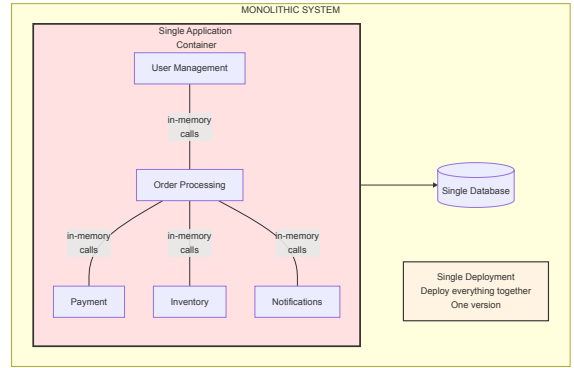 MONOLITHIC SYSTEM
Single Application
Container
User Management
in-memory
calls
Order Processing
Single Database
in-memory
calls
in-memory
calls
in-memory
calls
Payment
Inventory
Notifications
Single Deployment
Deploy everything together
One version